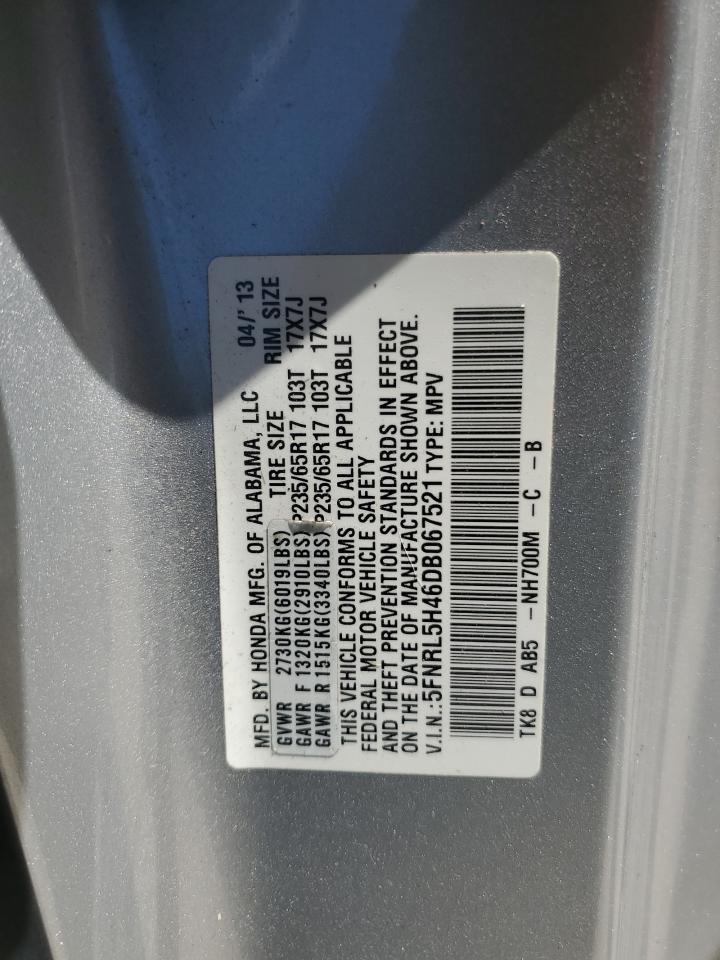 MFD. BY HONDA MFG. OF ALABAMA, LLC 04/'13
TIRE SIZE RIM SIZE
GVWR 2730KG(6019LBS)
GAWR F 1320KG(2910LBS) P235/65R17 103T 17X7J
GAWR R 1515KG(3340LBS) P235/65R17 103T 17X7J
THIS VEHICLE CONFORMS TO ALL APPLICABLE
FEDERAL MOTOR VEHICLE SAFETY
AND THEFT PREVENTION STANDARDS IN EFFECT
ON THE DATE OF MANUFACTURE SHOWN ABOVE.
V.I.N.:5FNRL5H46DB067521 TYPE: MPV
TK8 D AB5 -NH700M -C -B